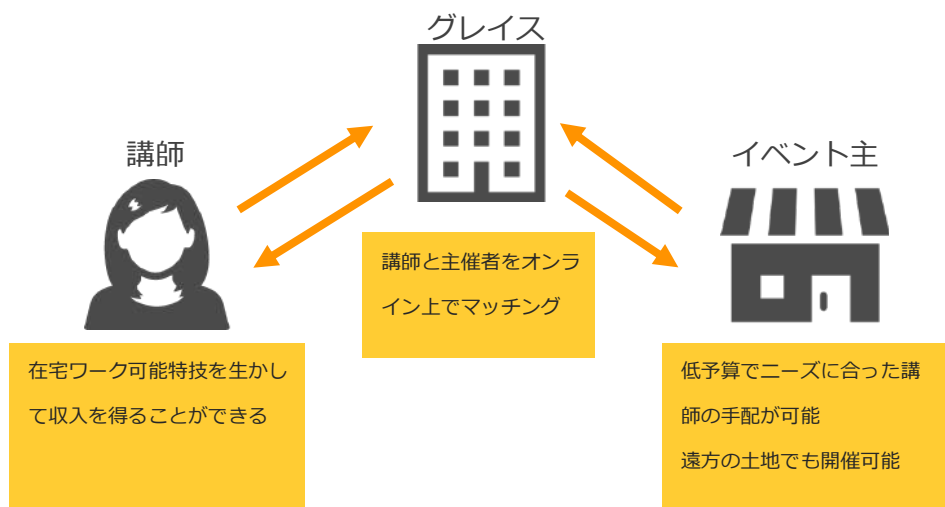 グレイス
講師
イベント主
講師と主催者をオンラ
イン上でマッチング
在宅ワーク可能特技を生かし
て収入を得ることができる
低予算でニーズに合った講
師の手配が可能
遠方の土地でも開催可能